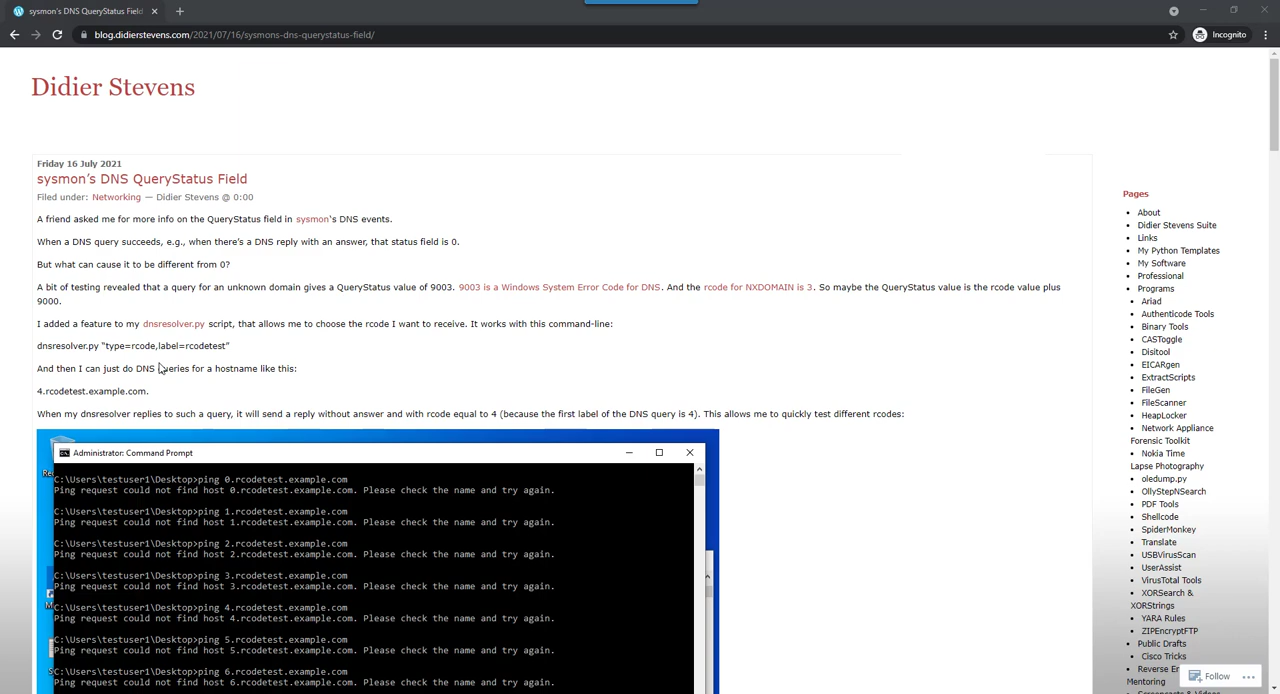 sysmon's DNS QueryStatus Field
blog.didierstevens.com/2021/07/16/sysmons-dns-querystatus-field/
Incognito
Didier Stevens
Friday 16 July 2021
sysmon's DNS QueryStatus Field
Filed under: Networking — Didier Stevens @ 0:00
A friend asked me for more info on the QueryStatus field in sysmon's DNS events.
When a DNS query succeeds, e.g., when there's a DNS reply with an answer, that status field is 0.
But what can cause it to be different from 0?
A bit of testing revealed that a query for an unknown domain gives a QueryStatus value of 9003. 9003 is a Windows System Error Code for DNS. And the rcode for NXDOMAIN is 3. So maybe the QueryStatus value is the rcode value plus
9000.
I added a feature to my dnsresolver.py script, that allows me to choose the rcode I want to receive. It works with this command-line:
dnsresolver.py "type=rcode,label=rcodetest"
And then I can just do DNS queries for a hostname like this:
4.rcodetest.example.com.
When my dnsresolver replies to such a query, it will send a reply without answer and with rcode equal to 4 (because the first label of the DNS query is 4). This allows me to quickly test different rcodes:
Administrator: Command Prompt
C:\Users\testuser1\Desktop>ping 0.rcodetest.example.com
Ping request could not find host 0.rcodetest.example.com. Please check the name and try again.
C:\Users\testuser1\Desktop>ping 1.rcodetest.example.com
Ping request could not find host 1.rcodetest.example.com. Please check the name and try again.
C:\Users\testuser1\Desktop>ping 2.rcodetest.example.com
Ping request could not find host 2.rcodetest.example.com. Please check the name and try again.
C:\Users\testuser1\Desktop>ping 3.rcodetest.example.com
Ping request could not find host 3.rcodetest.example.com. Please check the name and try again.
C:\Users\testuser1\Desktop>ping 4.rcodetest.example.com
Ping request could not find host 4.rcodetest.example.com. Please check the name and try again.
C:\Users\testuser1\Desktop>ping 5.rcodetest.example.com
Ping request could not find host 5.rcodetest.example.com. Please check the name and try again.
C:\Users\testuser1\Desktop>ping 6.rcodetest.example.com
Ping request could not find host 6.rcodetest.example.com. Please check the name and try again.
Pages
About
Didier Stevens Suite
Links
My Python Templates
My Software
Professional
Programs
Ariad
Authenticode Tools
Binary Tools
CASToggle
Disitool
EICARgen
ExtractScripts
FileGen
FileScanner
HeapLocker
Network Appliance
Forensic Toolkit
Nokia Time
Lapse Photography
oledump.py
OllyStepNSearch
PDF Tools
Shellcode
SpiderMonkey
Translate
USBVirusScan
UserAssist
VirusTotal Tools
XORSearch &
XORStrings
YARA Rules
ZIPEncryptFTP
Public Drafts
Cisco Tricks
Reverse
Mentoring
Follow